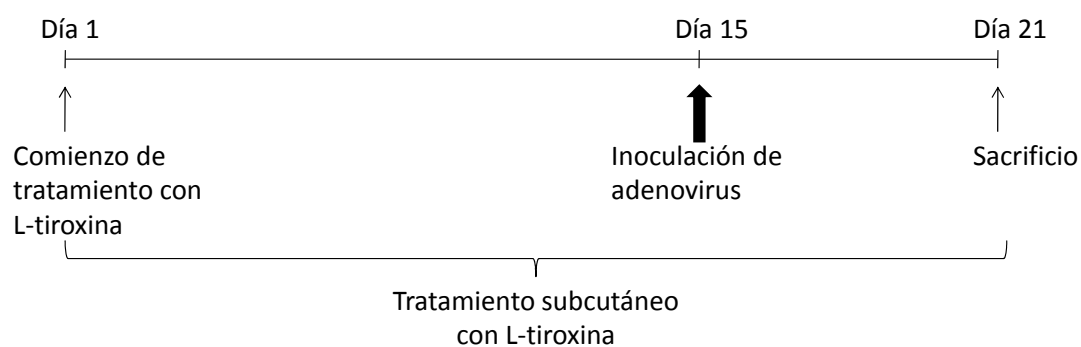 Día 1
Día 15
Día 21
Comienzo de
tratamiento con
L-tiroxina
Inoculación de
adenovirus
Sacrificio
Tratamiento subcutáneo
con L-tiroxina